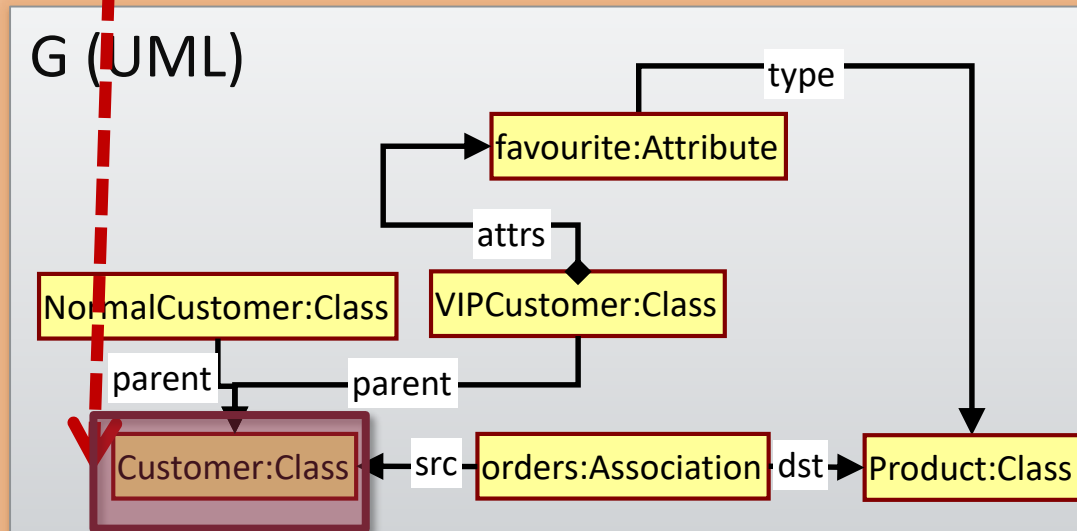 G (UML)
type
favourite:Attribute
attrs
NormalCustomer:Class
VIPCustomer:Class
parent
parent
Customer:Class
src
orders:Association
dst
Product:Class